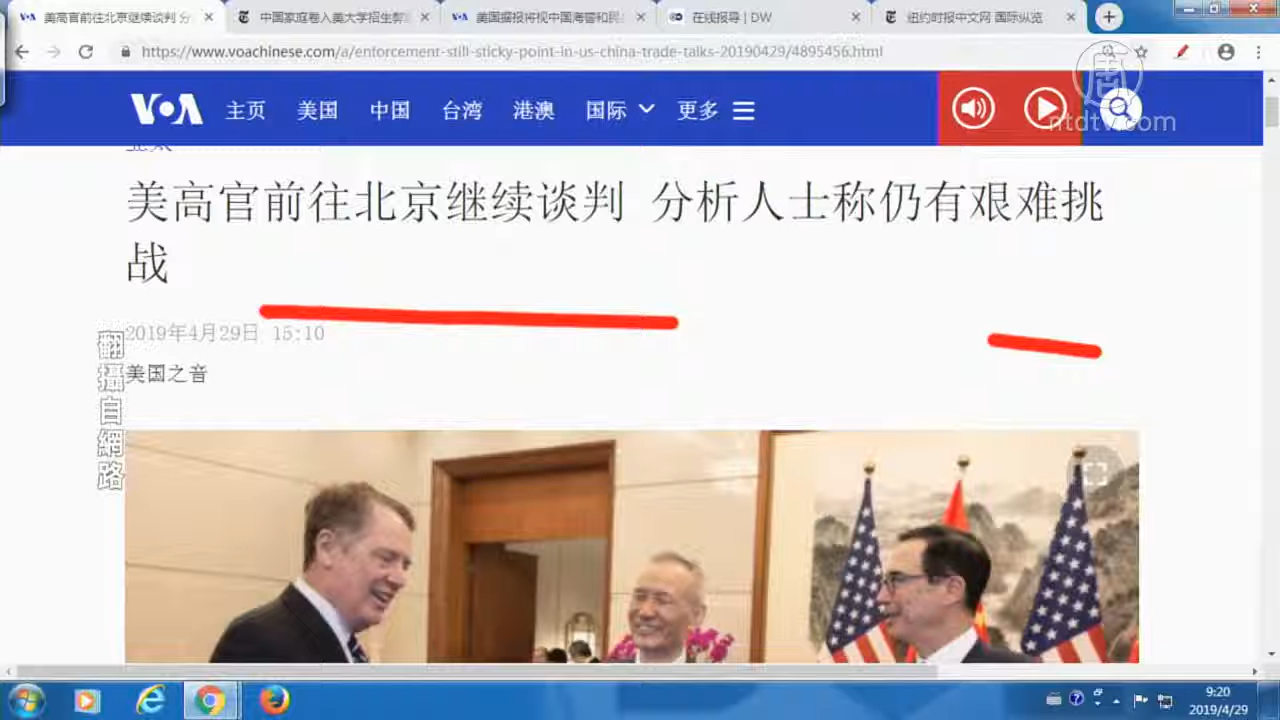 美高官前往北京继续谈判 分
中国家庭卷入美大学招生舞
美国据报将视中国海警和民
在线报导 | DW
纽约时报中文网 国际纵览
https://www.voachinese.com/a/enforcement-still-sticky-point-in-us-china-trade-talks-20190429/4895456.html
VOA 主页 美国 中国 台湾 港澳 国际 更多
ntdtv.com
美高官前往北京继续谈判 分析人士称仍有艰难挑
战
2019年4月29日 15:10
美国之音
翻攝自網路
9:20
2019/4/29